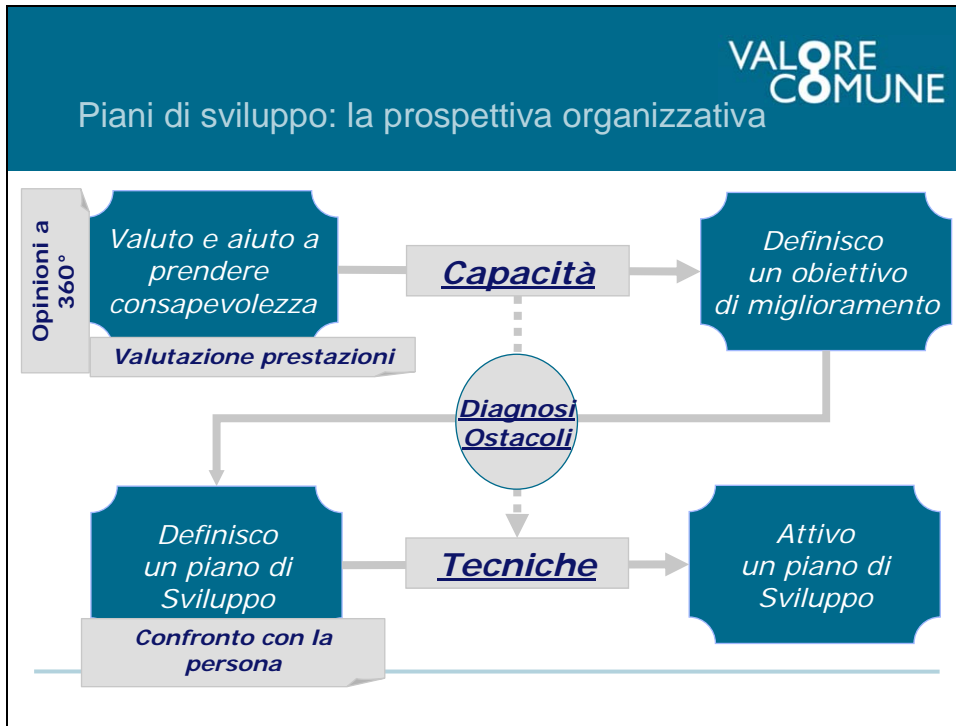 VALORE
COMUNE
Piani di sviluppo: la prospettiva organizzativa
Opinioni a
360°
Valuto e aiuto a
prendere
consapevolezza
Valutazione prestazioni
Capacità
Definisco
un obiettivo
di miglioramento
Diagnosi
Ostacoli
Definisco
un piano di
Sviluppo
Confronto con la
persona
Tecniche
Attivo
un piano di
Sviluppo